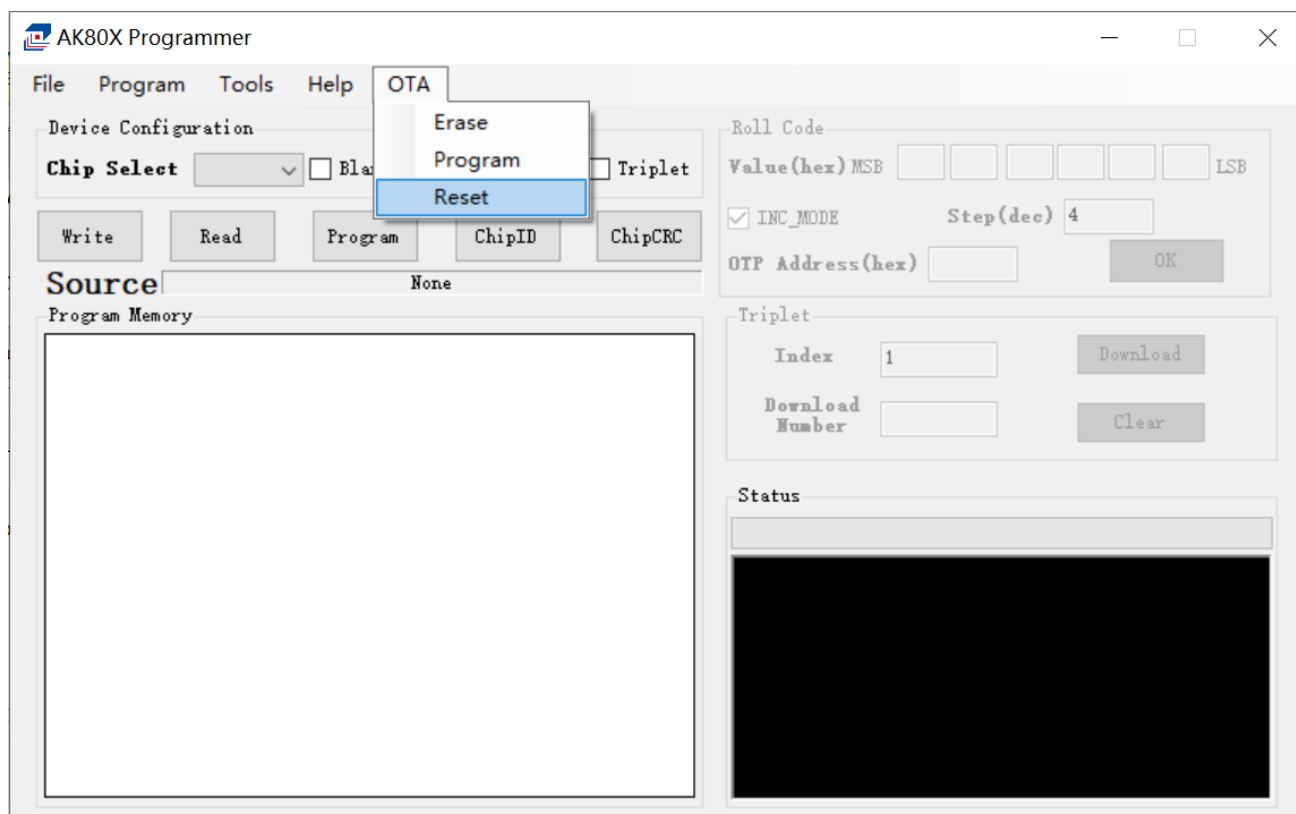 AK80X Programmer
File Program Tools Help OTA
Erase
Program
Reset
Device Configuration
Chip Select
Triplet
Write Read Program ChipID ChipCRC
Source None
Program Memory
Roll Code
Value(hex) MSB LSB
INC_MODE Step(dec) 4
OTP Address(hex) OK
Triplet
Index 1 Download
Download
Number Clear
Status